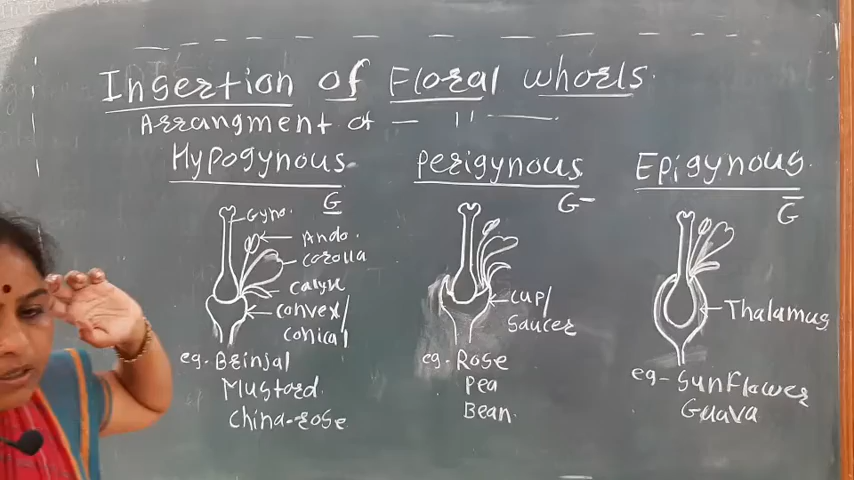 Insertion of Floral whorls.
Arrangment of — 11 —
Hypogynous
G
Gyno.
Andro.
corolla
calyx
convex/
conical
eg- Brinjal
Mustard
China-rose
Perigynous
G-
cup/
Saucer
eg- Rose
Pea
Bean
Epigynous
G̅
Thalamus
eg- Sunflower
Guava